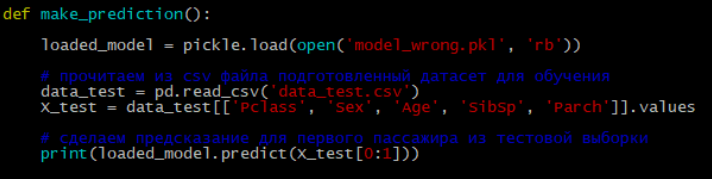 def make_prediction():
loaded_model = pickle.load(open('model_wrong.pkl', 'rb'))
# прочитаем из csv файла подготовленный датасет для обучения
data_test = pd.read_csv('data_test.csv')
X_test = data_test[['Pclass', 'Sex', 'Age', 'SibSp', 'Parch']].values
# сделаем предсказание для первого пассажира из тестовой выборки
print(loaded_model.predict(X_test[0:1]))